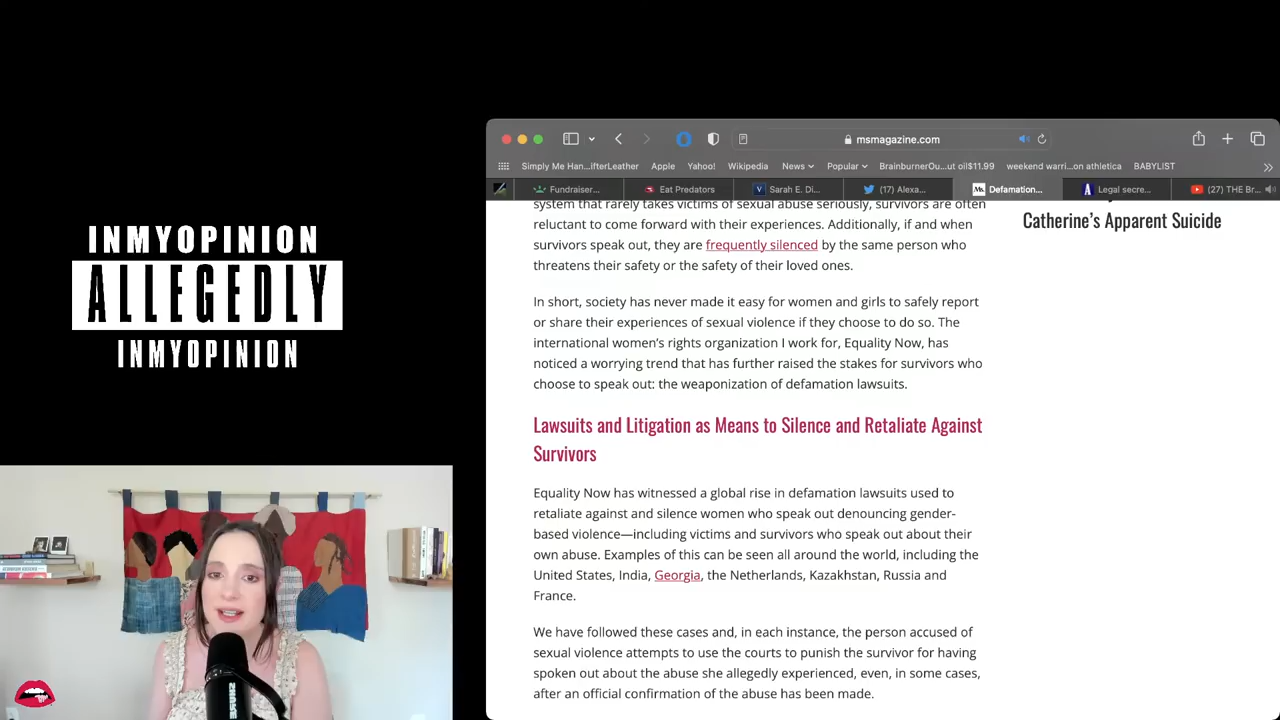 INMYOPINION
ALLEGEDLY
INMYOPINION
msmagazine.com
Simply Me Han...ifterLeather Apple Yahoo! Wikipedia News Popular BrainburnerOu...ut oil$11.99 weekend warri...on athletica BABYLIST
Fundraiser... Eat Predators Sarah E. Di... (17) Alexa... Ms. Defamation... Legal secre... (27) THE Br...
system that rarely takes victims of sexual abuse seriously, survivors are often
reluctant to come forward with their experiences. Additionally, if and when
survivors speak out, they are frequently silenced by the same person who
threatens their safety or the safety of their loved ones.
In short, society has never made it easy for women and girls to safely report
or share their experiences of sexual violence if they choose to do so. The
international women's rights organization I work for, Equality Now, has
noticed a worrying trend that has further raised the stakes for survivors who
choose to speak out: the weaponization of defamation lawsuits.
Lawsuits and Litigation as Means to Silence and Retaliate Against
Survivors
Equality Now has witnessed a global rise in defamation lawsuits used to
retaliate against and silence women who speak out denouncing gender-
based violence—including victims and survivors who speak out about their
own abuse. Examples of this can be seen all around the world, including the
United States, India, Georgia, the Netherlands, Kazakhstan, Russia and
France.
We have followed these cases and, in each instance, the person accused of
sexual violence attempts to use the courts to punish the survivor for having
spoken out about the abuse she allegedly experienced, even, in some cases,
after an official confirmation of the abuse has been made.
Catherine's Apparent Suicide
SHURE